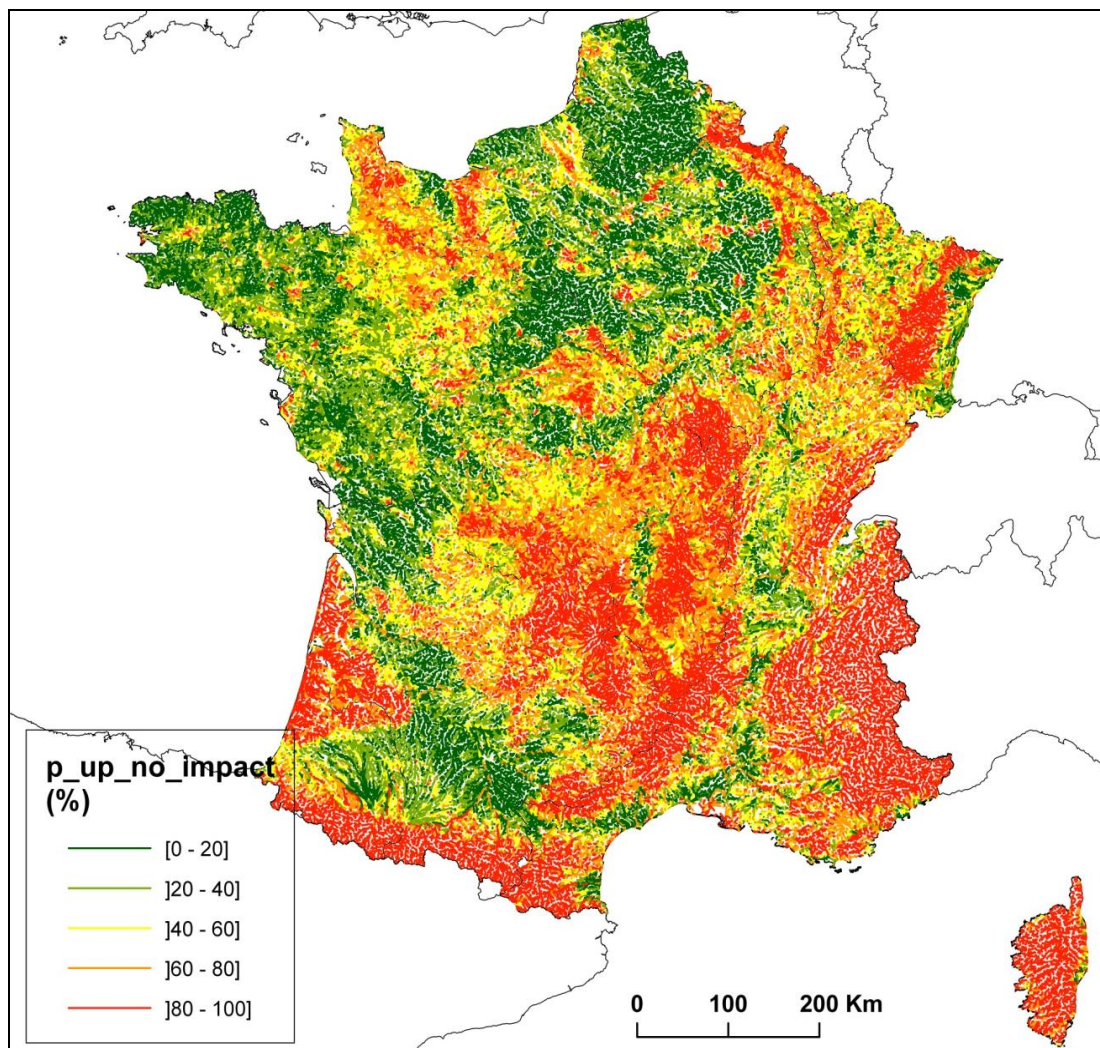 p_up_no_impact
(%)
[0 - 20]
]20 - 40]
]40 - 60]
]60 - 80]
]80 - 100]
0 100 200 Km